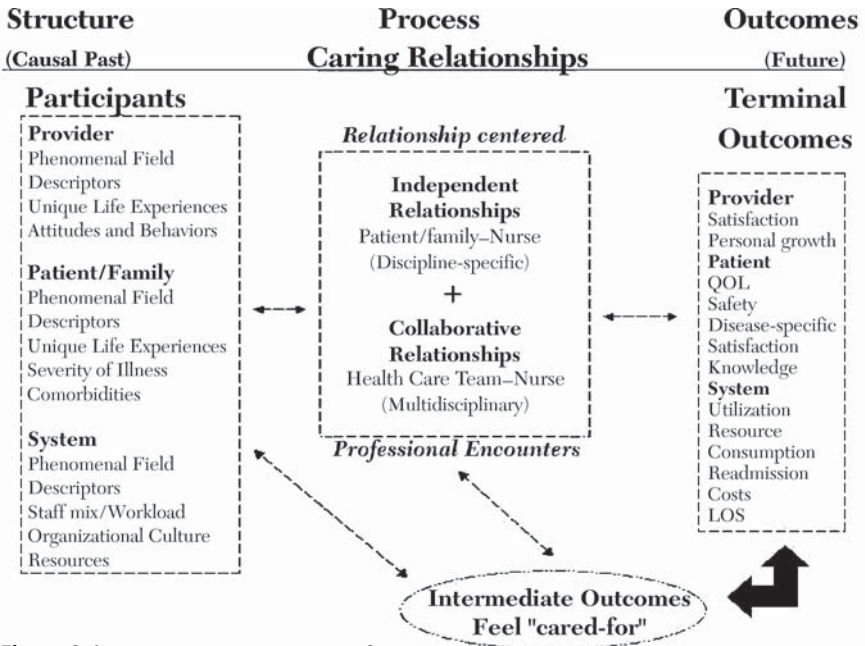 Structure
(Causal Past)
Process
Caring Relationships
Outcomes
(Future)
Participants
Provider
Phenomenal Field
Descriptors
Unique Life Experiences
Attitudes and Behaviors
Patient/Family
Phenomenal Field
Descriptors
Unique Life Experiences
Severity of Illness
Comorbidities
System
Phenomenal Field
Descriptors
Staff mix/Workload
Organizational Culture
Resources
Relationship centered
Independent
Relationships
Patient/family–Nurse
(Discipline-specific)
+
Collaborative
Relationships
Health Care Team–Nurse
(Multidisciplinary)
Professional Encounters
Terminal
Outcomes
Provider
Satisfaction
Personal growth
Patient
QOL
Safety
Disease-specific
Satisfaction
Knowledge
System
Utilization
Resource
Consumption
Readmission
Costs
LOS
Intermediate Outcomes
Feel "cared-for"